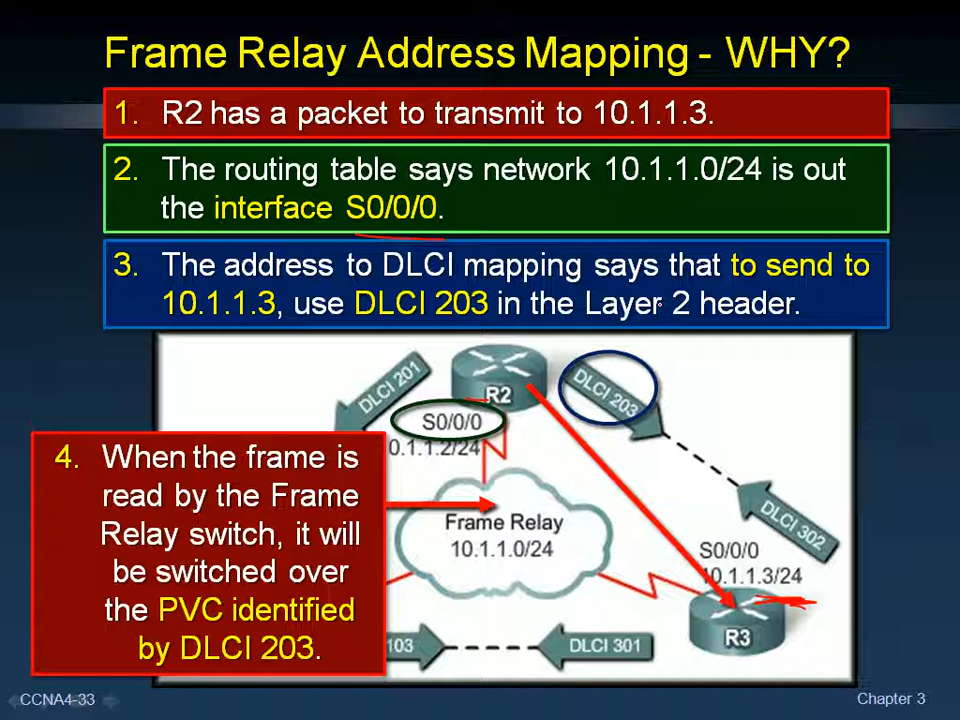 Frame Relay Address Mapping - WHY?
1. R2 has a packet to transmit to 10.1.1.3.
2. The routing table says network 10.1.1.0/24 is out
the interface S0/0/0.
3. The address to DLCI mapping says that to send to
10.1.1.3, use DLCI 203 in the Layer 2 header.
DLCI 201
R2
DLCI 203
S0/0/0
0.1.1.2/24
4. When the frame is
read by the Frame
Relay switch, it will
be switched over
the PVC identified
by DLCI 203.
Frame Relay
10.1.1.0/24
DLCI 302
S0/0/0
10.1.1.3/24
R3
103
DLCI 301
CCNA4-33
Chapter 3